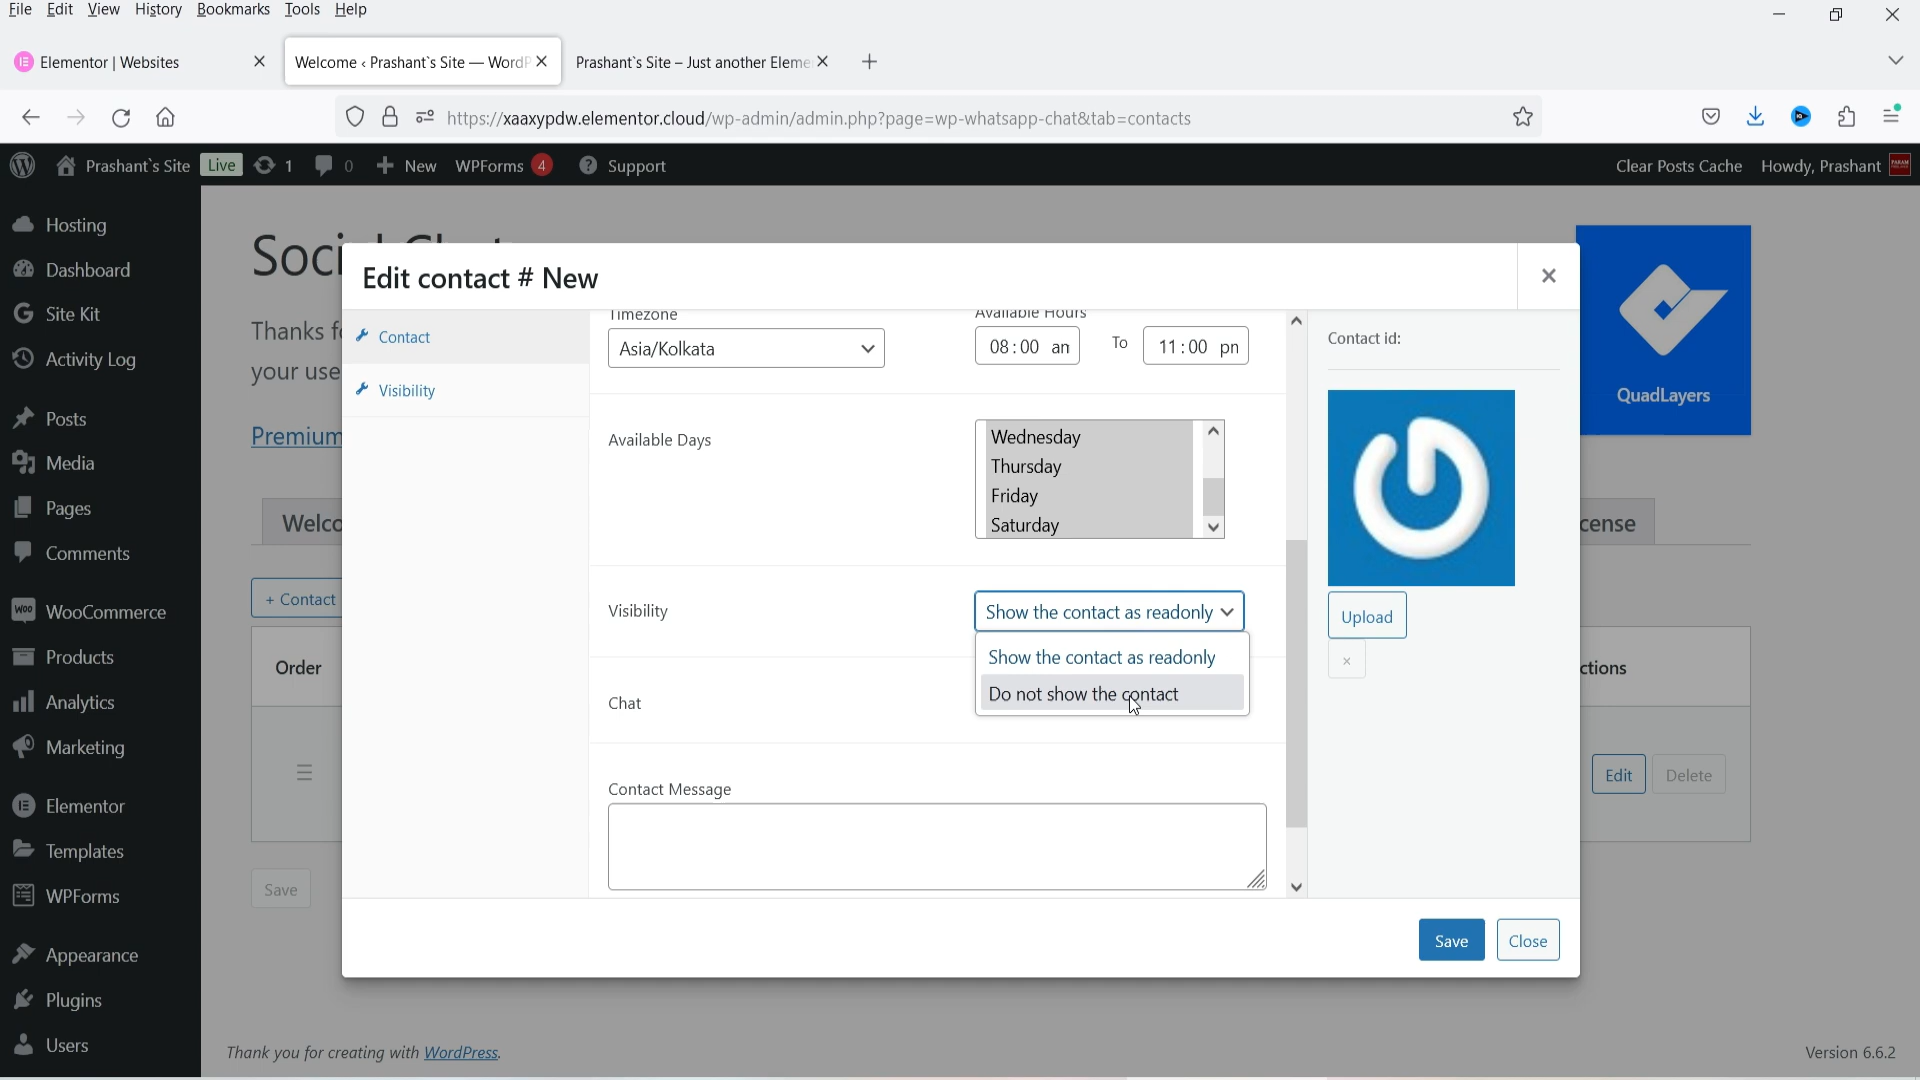 File Edit View History Bookmarks Tools Help
Elementor | Websites
Welcome ‹ Prashant`s Site — WordP
Prashant`s Site – Just another Eleme
https://xaaxypdw.elementor.cloud/wp-admin/admin.php?page=wp-whatsapp-chat&tab=contacts
Prashant`s Site Live 1 0 New WPForms 4 Support Clear Posts Cache Howdy, Prashant
Hosting
Dashboard
Site Kit
Activity Log
Posts
Media
Pages
Comments
WooCommerce
Products
Analytics
Marketing
Elementor
Templates
WPForms
Appearance
Plugins
Users
Thanks
your use
Premium
Welco
+ Contact
Order
Save
Edit contact # New
Contact
Visibility
Timezone
Asia/Kolkata
Available Hours
08:00 am To 11:00 pm
Available Days
Wednesday
Thursday
Friday
Saturday
Visibility
Show the contact as readonly
Show the contact as readonly
Do not show the contact
Chat
Contact Message
Contact id:
Upload
×
Save Close
QuadLayers
cense
ctions
Edit Delete
Thank you for creating with WordPress.
Version 6.6.2